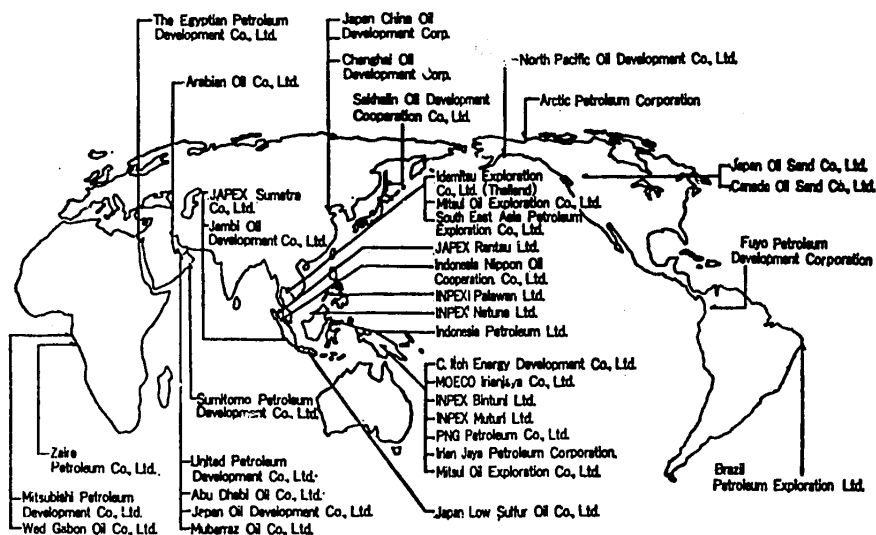 The Egyptian Petroleum
Development Co., Ltd.
Japan China Oil
Development Corp.
Chenghai Oil
Development Corp.
North Pacific Oil Development Co., Ltd.
Arabian Oil Co., Ltd.
Sakhalin Oil Development
Cooperation Co., Ltd.
Arctic Petroleum Corporation
JAPEX Sumatra
Co., Ltd.
Jambi Oil
Development Co., Ltd.
Idemitsu Exploration
Co., Ltd. (Thailand)
Mitsui Oil Exploration Co., Ltd.
South East Asia Petroleum
Exploration Co., Ltd.
JAPEX Rantau Ltd.
Indonesia Nippon Oil
Cooperation Co., Ltd.
INPEXI Palawan Ltd.
INPEX Natuna Ltd.
Indonesia Petroleum Ltd.
Japan Oil Sand Co., Ltd.
Canada Oil Sand Co., Ltd.
Fuyo Petroleum
Development Corporation
C. Itoh Energy Development Co., Ltd.
MOECO Irianjaya Co., Ltd.
INPEX Bintuni Ltd.
INPEX Muturi Ltd.
PNG Petroleum Co., Ltd.
Irian Jaya Petroleum Corporation.
Mitsui Oil Exploration Co., Ltd.
Sumitomo Petroleum
Development Co., Ltd.
Zaire
Petroleum Co., Ltd.
United Petroleum
Development Co., Ltd.
Abu Dhabi Oil Co., Ltd.
Japan Oil Development Co., Ltd.
Mubarraz Oil Co., Ltd.
Mitsubishi Petroleum
Development Co., Ltd.
Wed Gabon Oil Co., Ltd.
Japan Low Sulfur Oil Co., Ltd.
Brazil
Petroleum Exploration Ltd.